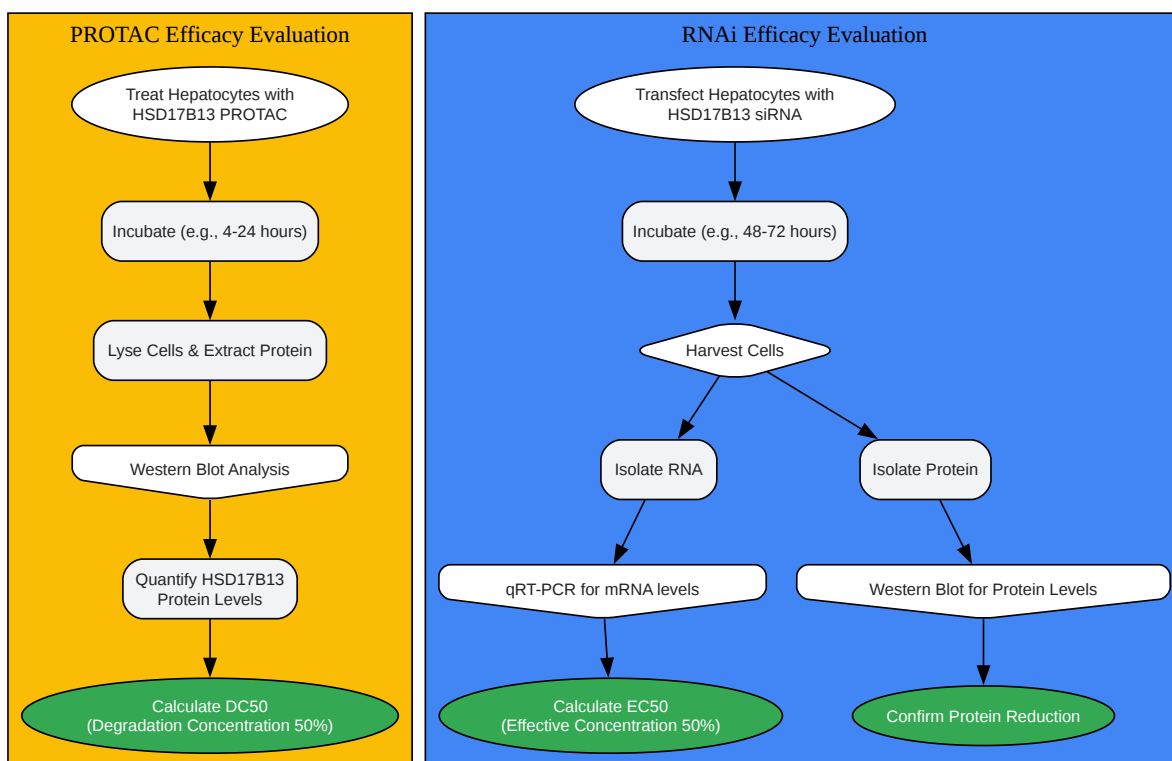 PROTAC Efficacy Evaluation
Treat Hepatocytes with
HSD17B13 PROTAC
Incubate (e.g., 4-24 hours)
Lyse Cells & Extract Protein
Western Blot Analysis
Quantify HSD17B13
Protein Levels
Calculate DC50
(Degradation Concentration 50%)
RNAi Efficacy Evaluation
Transfect Hepatocytes with
HSD17B13 siRNA
Incubate (e.g., 48-72 hours)
Harvest Cells
Isolate RNA
Isolate Protein
qRT-PCR for mRNA levels
Western Blot for Protein Levels
Calculate EC50
(Effective Concentration 50%)
Confirm Protein Reduction